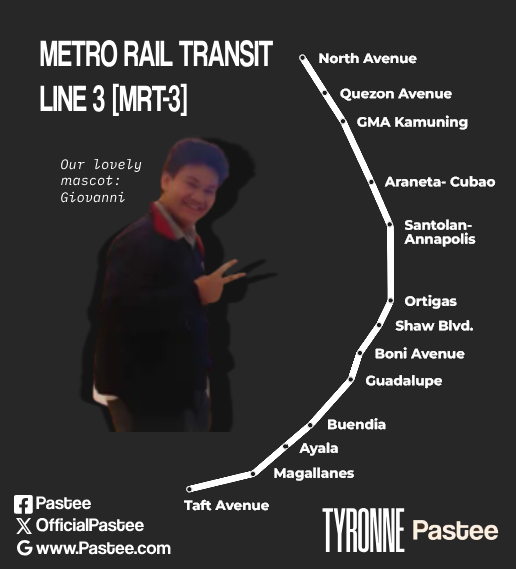 METRO RAIL TRANSIT
LINE 3 [MRT-3]
Our lovely
mascot:
Giovanni
North Avenue
Quezon Avenue
GMA Kamuning
Araneta- Cubao
Santolan-
Annapolis
Ortigas
Shaw Blvd.
Boni Avenue
Guadalupe
Buendia
Ayala
Magallanes
Taft Avenue
Pastee
OfficialPastee
www.Pastee.com
TYRONNE Pastee